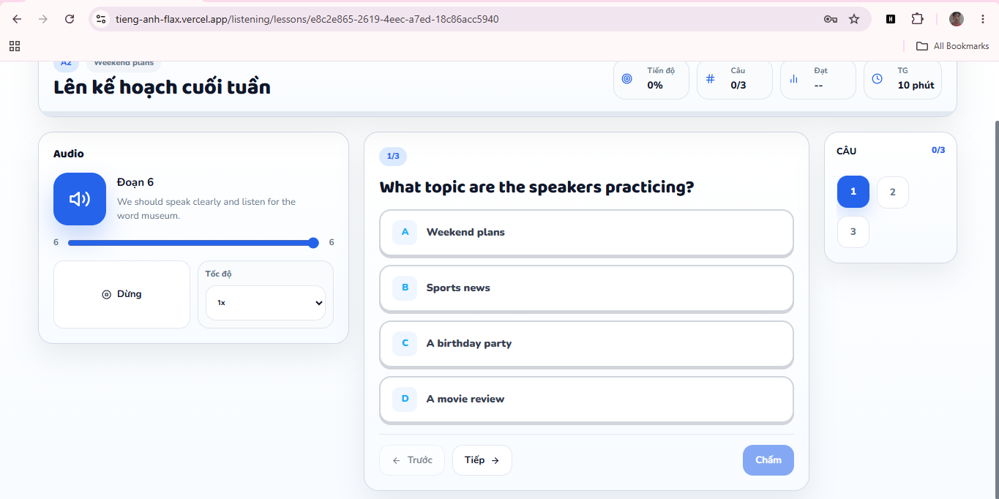 tieng-anh-flax.vercel.app/listening/lessons/e8c2e865-2619-4eec-a7ed-18c86acc5940
All Bookmarks
A2 Weekend plans
Lên kế hoạch cuối tuần
Tiến độ
0%
Câu
0/3
Đạt
--
TG
10 phút
Audio
Đoạn 6
We should speak clearly and listen for the
word museum.
6 6
Dừng
Tốc độ
1x
1/3
What topic are the speakers practicing?
A Weekend plans
B Sports news
C A birthday party
D A movie review
← Trước
Tiếp →
Chấm
CÂU 0/3
1 2
3